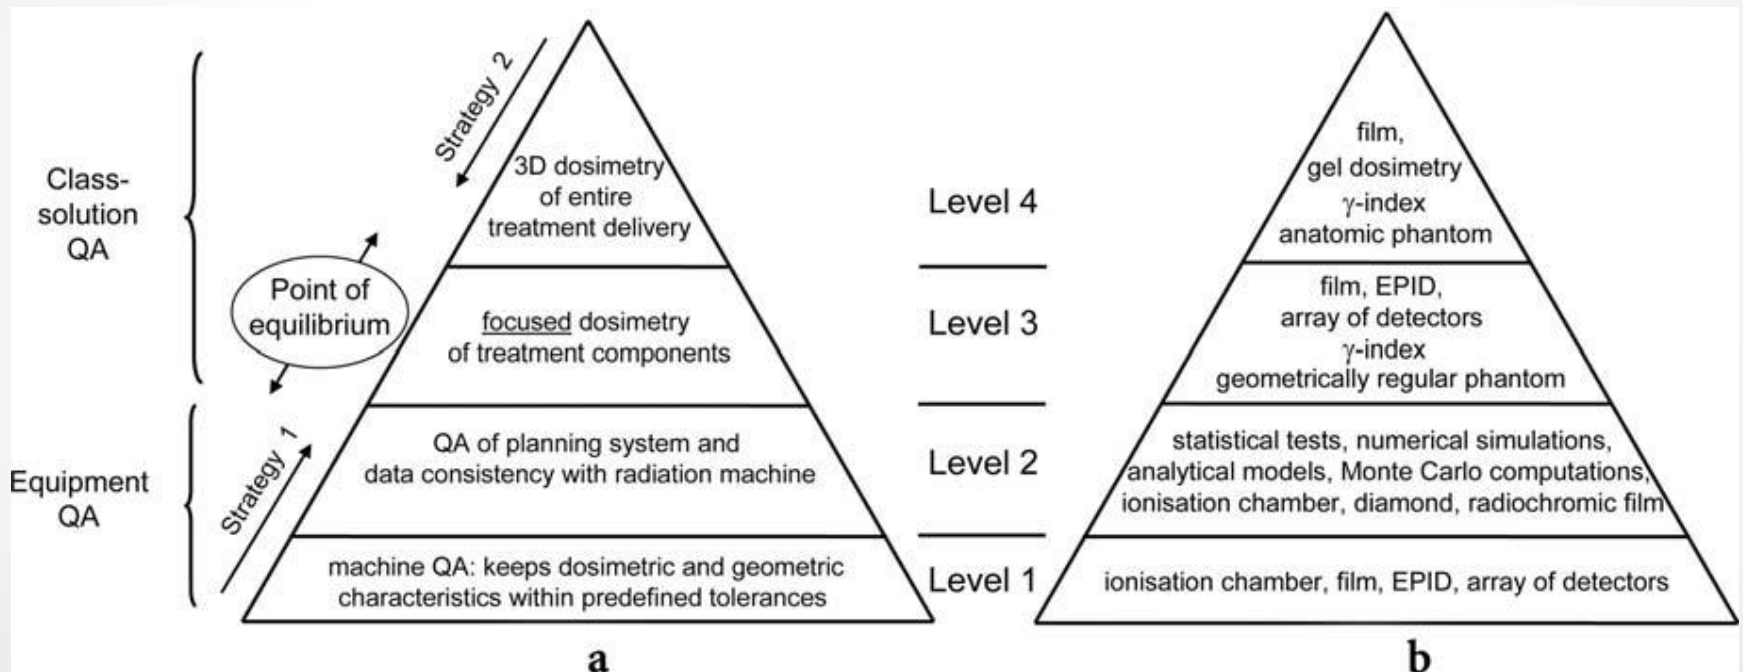 Class-
solution
QA
Equipment
QA
Point of
equilibrium
Strategy 2
Strategy 1
3D dosimetry
of entire
treatment delivery
focused dosimetry
of treatment components
QA of planning system and
data consistency with radiation machine
machine QA: keeps dosimetric and geometric
characteristics within predefined tolerances
a
Level 4
Level 3
Level 2
Level 1
film,
gel dosimetry
γ-index
anatomic phantom
film, EPID,
array of detectors
γ-index
geometrically regular phantom
statistical tests, numerical simulations,
analytical models, Monte Carlo computations,
ionisation chamber, diamond, radiochromic film
ionisation chamber, film, EPID, array of detectors
b